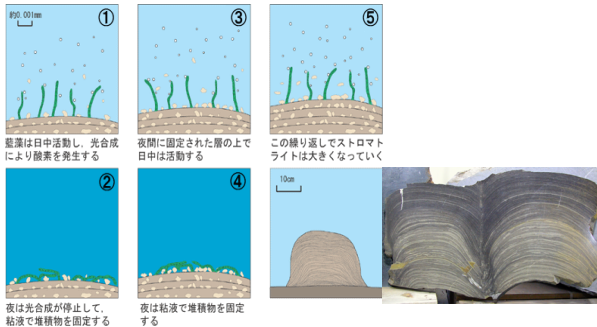 ①
約0.001mm
藍藻は日中活動し，光合成
により酸素を発生する
③
夜間に固定された層の上で
日中は活動する
⑤
この繰り返しでストロマト
ライトは大きくなっていく
②
夜は光合成が停止して，
粘液で堆積物を固定する
④
夜は粘液で堆積物を固定
する
10cm